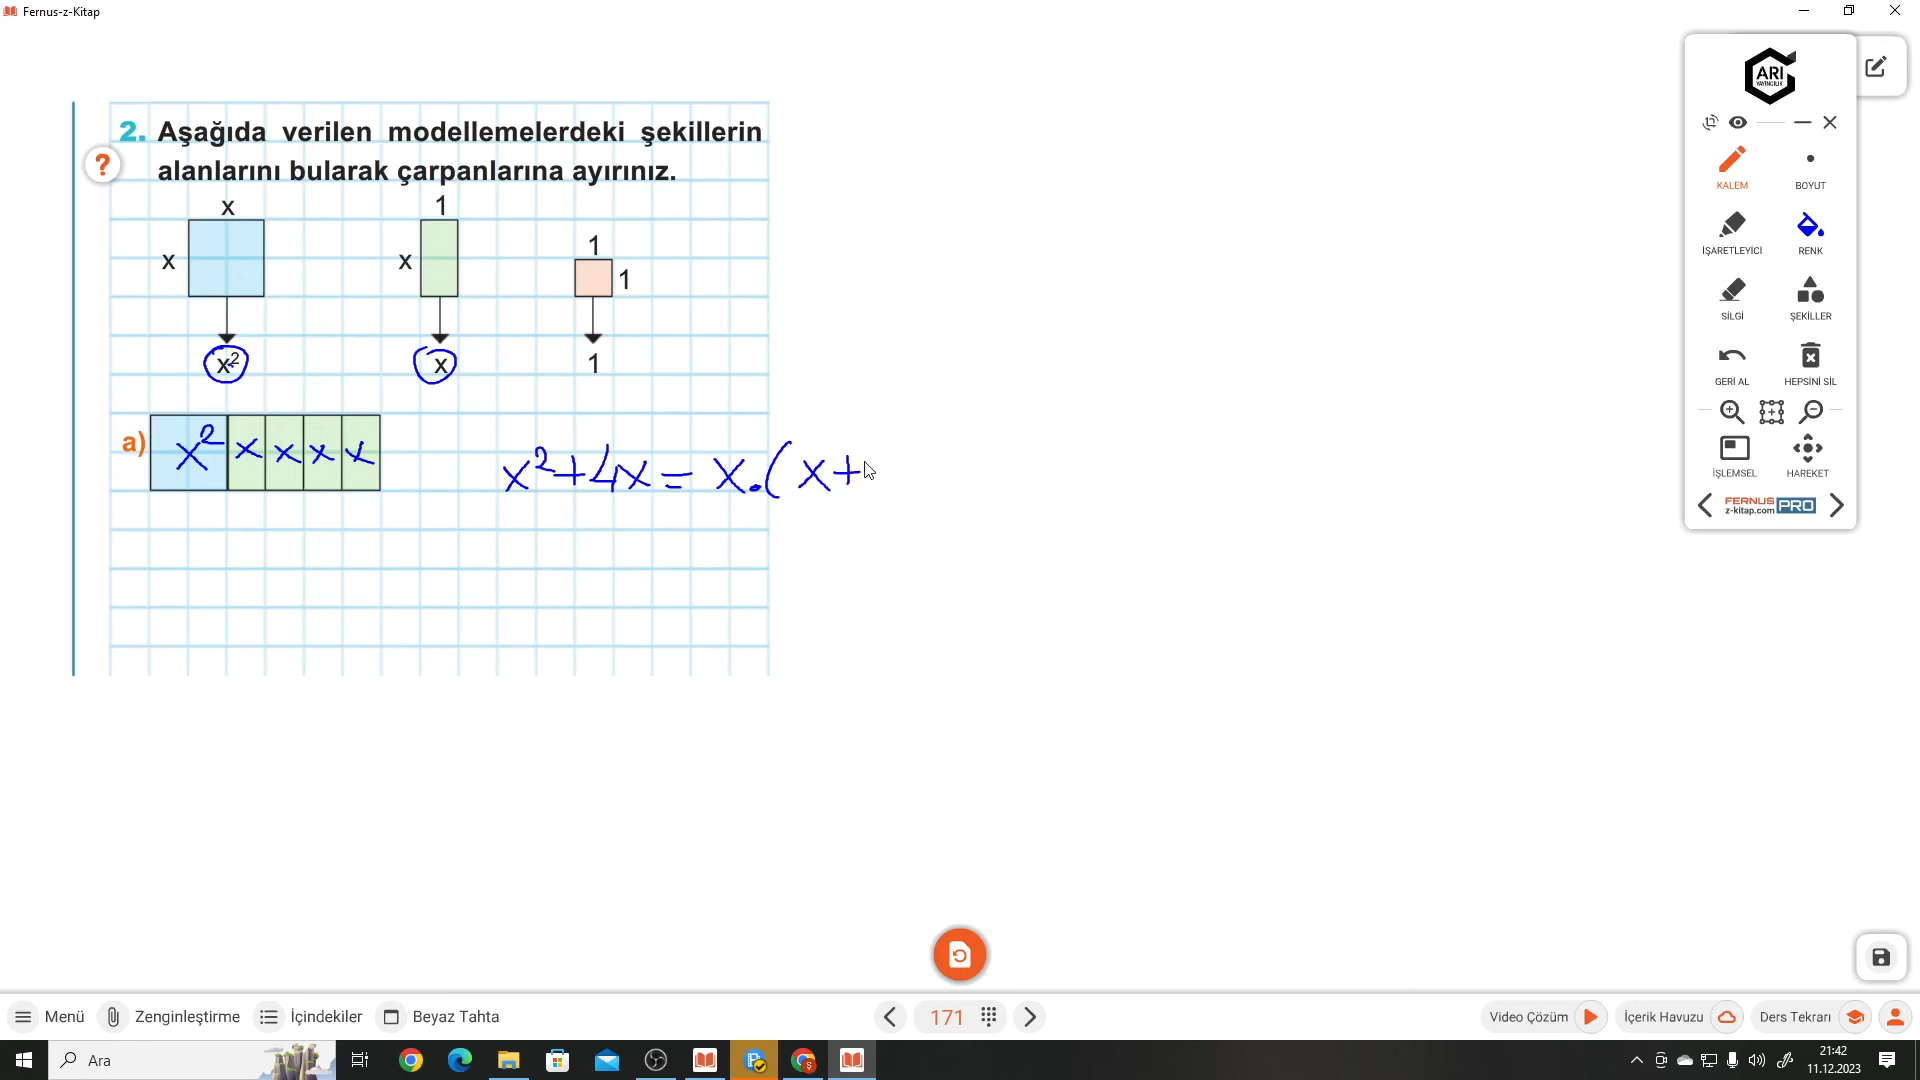 Fernus-z-Kitap
2. Aşağıda verilen modellemelerdeki şekillerin
alanlarını bularak çarpanlarına ayırınız.
?
x
x
x²
1
x
x
1
1
1
a) x² x x x x
x²+4x = x.(x+
ARI
YAYINCILIK
KALEM
BOYUT
İŞARETLEYİCİ
RENK
SİLGİ
ŞEKİLLER
GERİ AL
HEPSİNİ SİL
İŞLEMSEL
HAREKET
FERNUS
z-kitap.com PRO
Menü
Zenginleştirme
İçindekiler
Beyaz Tahta
171
Video Çözüm
İçerik Havuzu
Ders Tekrarı
Ara
21:42
11.12.2023